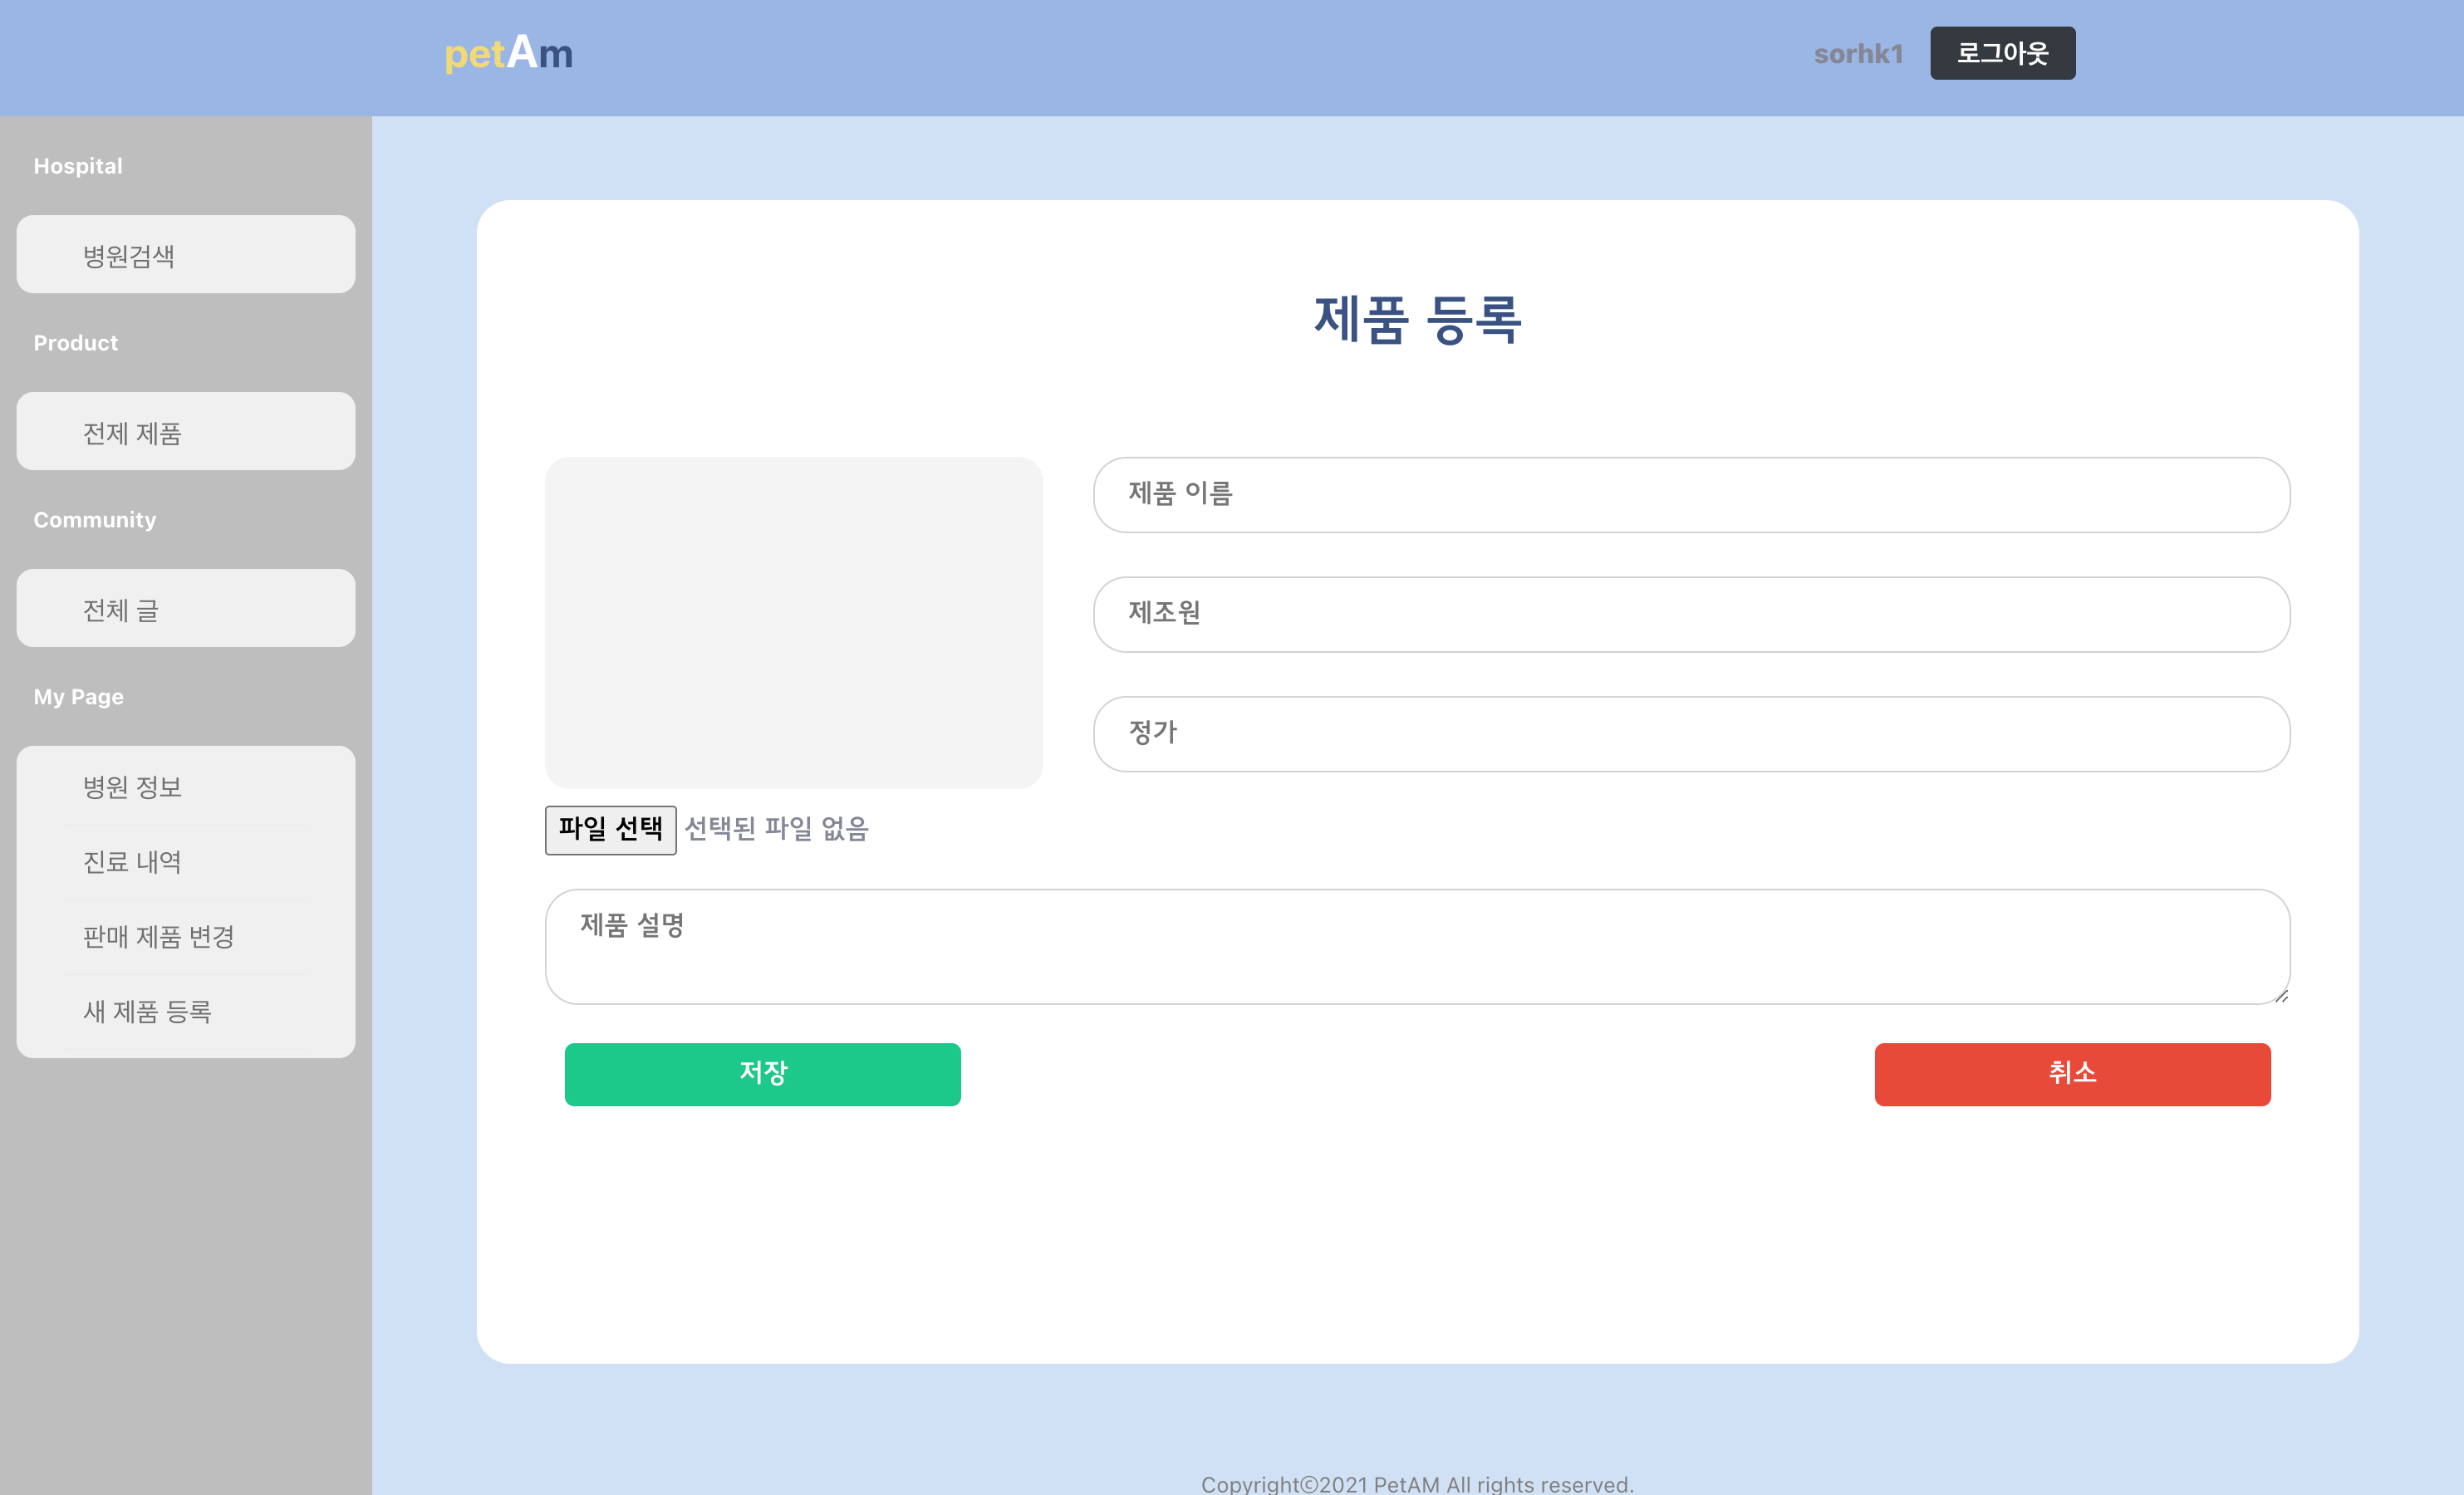 petAm
sorhk1
로그아웃
Hospital
병원검색
Product
전제 제품
Community
전체 글
My Page
병원 정보
진료 내역
판매 제품 변경
새 제품 등록
제품 등록
제품 이름
제조원
정가
파일 선택 선택된 파일 없음
제품 설명
저장
취소
Copyrightⓒ2021 PetAM All rights reserved.